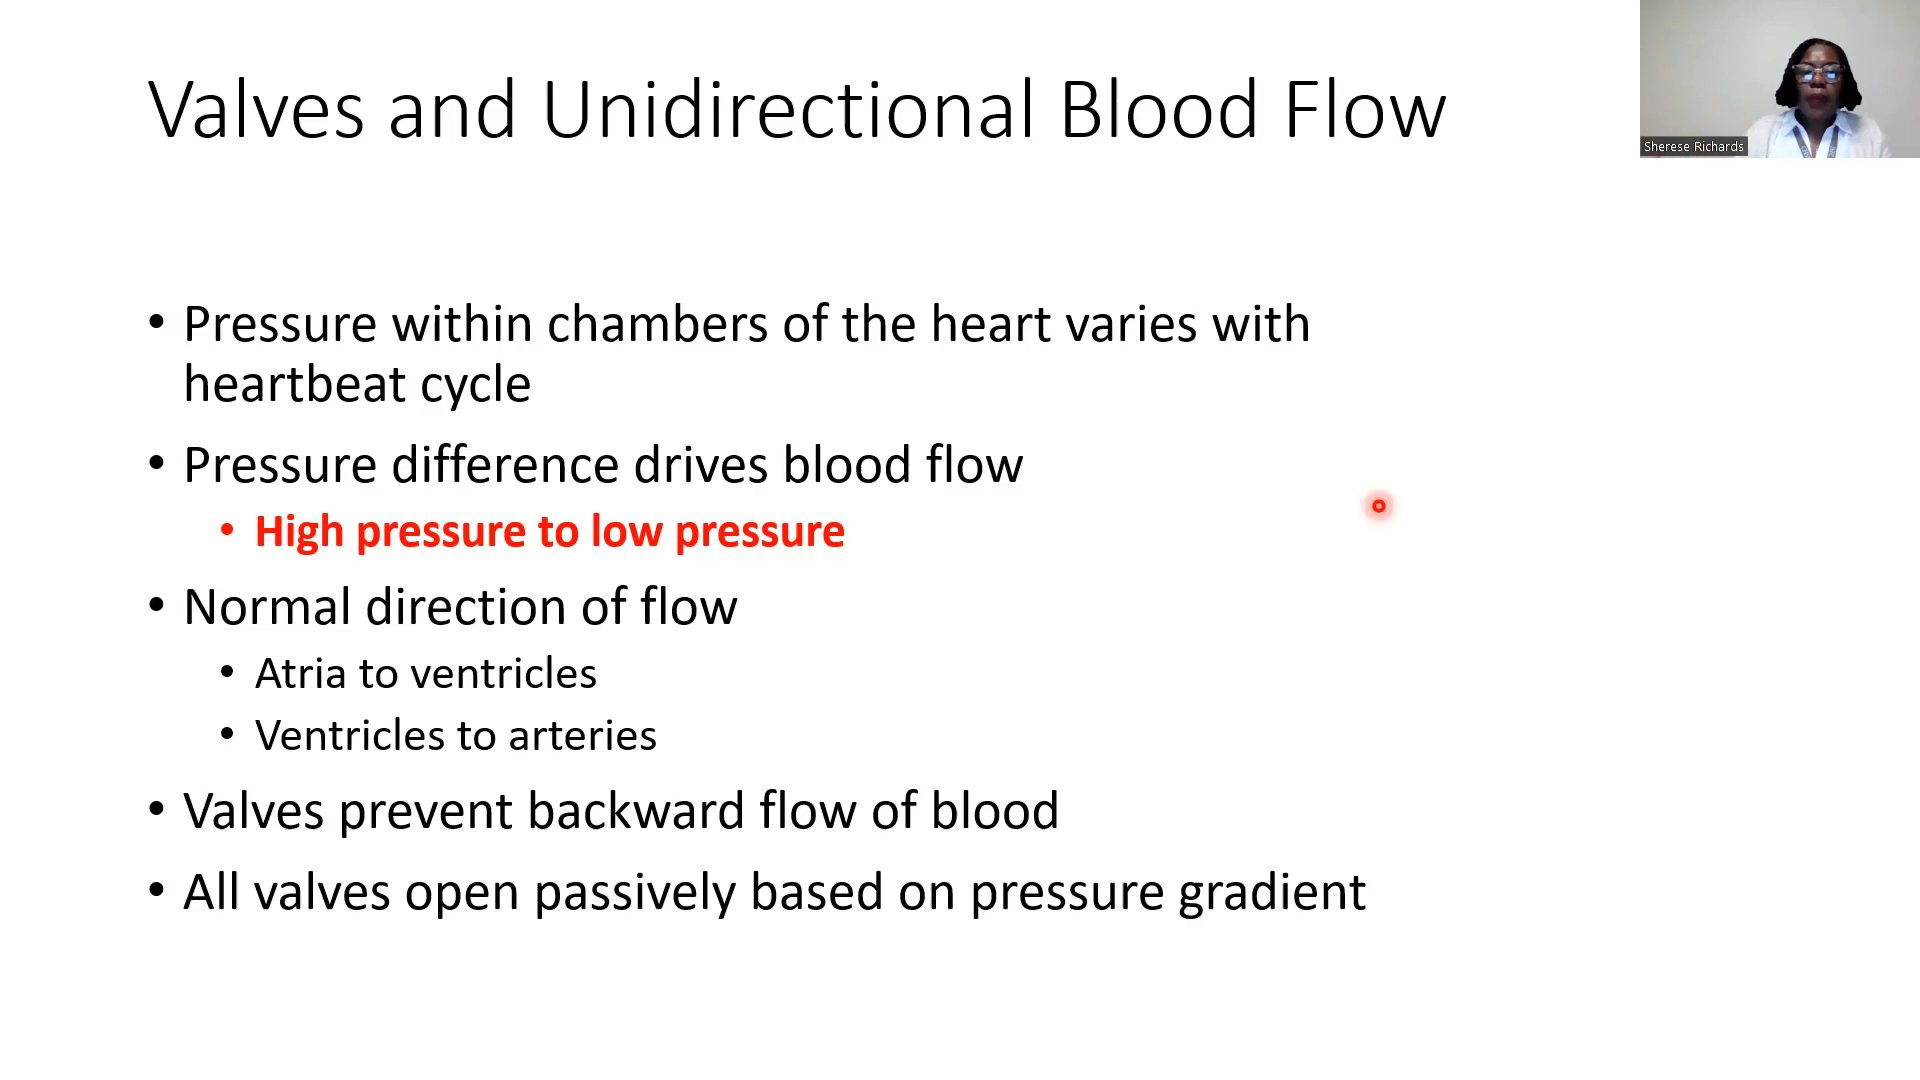 Valves and Unidirectional Blood Flow
Sherese Richards
• Pressure within chambers of the heart varies with
heartbeat cycle
• Pressure difference drives blood flow
• High pressure to low pressure
• Normal direction of flow
• Atria to ventricles
• Ventricles to arteries
• Valves prevent backward flow of blood
• All valves open passively based on pressure gradient